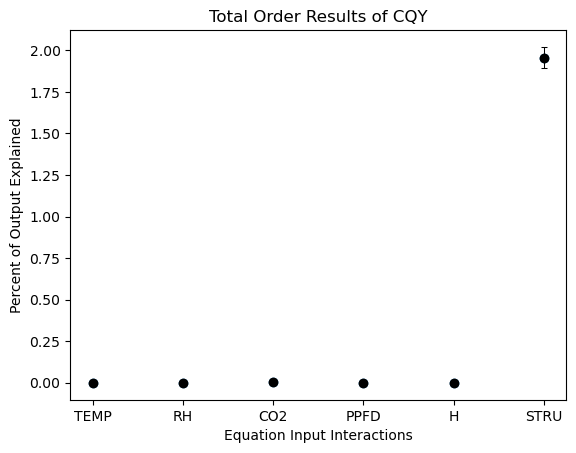 Total Order Results of CQY
Percent of Output Explained
2.00
1.75
1.50
1.25
1.00
0.75
0.50
0.25
0.00
TEMP RH CO2 PPFD H STRU
Equation Input Interactions